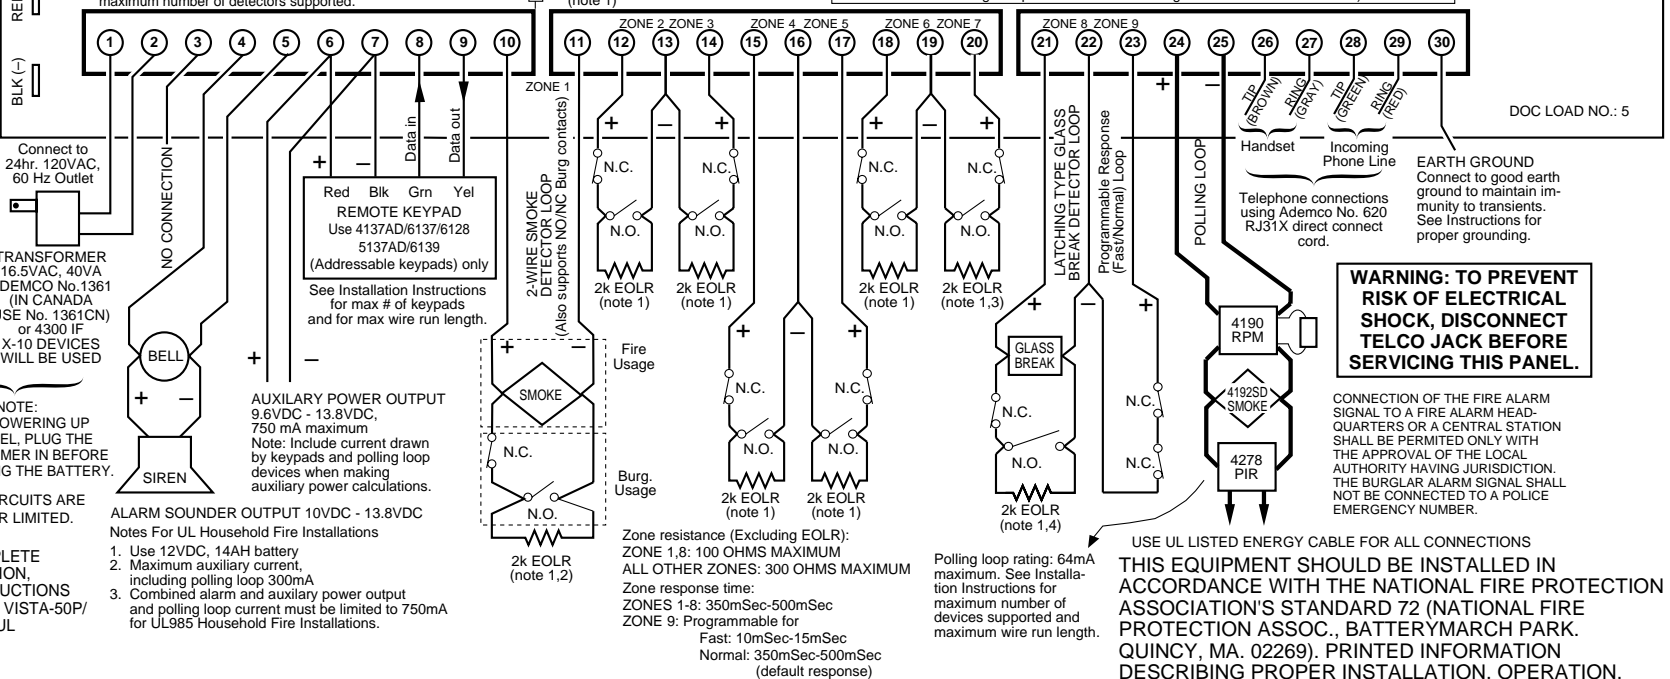 maximum number of detectors supported.
(note 1)
BLK (–)
1 2 3 4 5 6 7 8 9 10
ZONE 2 ZONE 3 ZONE 4 ZONE 5 ZONE 6 ZONE 7
11 12 13 14 15 16 17 18 19 20
ZONE 8 ZONE 9
21 22 23 24 25 26 27 28 29 30
ZONE 1
+ –
TIP (BROWN)
RING (GRAY)
TIP (GREEN)
RING (RED)
DOC LOAD NO.: 5
Handset
Incoming
Phone Line
Telephone connections
using Ademco No. 620
RJ31X direct connect
cord.
EARTH GROUND
Connect to good earth
ground to maintain im-
munity to transients.
See Instructions for
proper grounding.
Connect to
24hr. 120VAC,
60 Hz Outlet
TRANSFORMER
16.5VAC, 40VA
ADEMCO No.1361
(IN CANADA
USE No. 1361CN)
or 4300 IF
X-10 DEVICES
WILL BE USED
NOTE:
POWERING UP
PLUG THE
IN BEFORE
THE BATTERY.
ARE
LIMITED.
VISTA-50P/
NO CONNECTION
BELL
+ –
SIREN
ALARM SOUNDER OUTPUT 10VDC - 13.8VDC
Notes For UL Household Fire Installations
1. Use 12VDC, 14AH battery
2. Maximum auxiliary current,
including polling loop 300mA
3. Combined alarm and auxilary power output
and polling loop current must be limited to 750mA
for UL985 Household Fire Installations.
+ –
AUXILARY POWER OUTPUT
9.6VDC - 13.8VDC,
750 mA maximum
Note: Include current drawn
by keypads and polling loop
devices when making
auxiliary power calculations.
Data in
Data out
+ –
Red Blk Grn Yel
REMOTE KEYPAD
Use 4137AD/6137/6128
5137AD/6139
(Addressable keypads) only
See Installation Instructions
for max # of keypads
and for max wire run length.
2-WIRE SMOKE
DETECTOR LOOP
(Also supports NO/NC Burg contacts)
+ –
SMOKE
Fire
Usage
N.C.
N.O.
Burg.
Usage
2k EOLR
(note 1,2)
+ – +
N.C. N.C.
N.O. N.O.
2k EOLR
(note 1)
2k EOLR
(note 1)
+ – +
N.C. N.C.
N.O. N.O.
2k EOLR
(note 1)
2k EOLR
(note 1)
+ – +
N.C. N.C.
N.O. N.O.
2k EOLR
(note 1)
2k EOLR
(note 1,3)
Zone resistance (Excluding EOLR):
ZONE 1,8: 100 OHMS MAXIMUM
ALL OTHER ZONES: 300 OHMS MAXIMUM
Zone response time:
ZONES 1-8: 350mSec-500mSec
ZONE 9: Programmable for
Fast: 10mSec-15mSec
Normal: 350mSec-500mSec
(default response)
LATCHING TYPE GLASS
BREAK DETECTOR LOOP
Programmable Response
(Fast/Normal) Loop
+ – +
GLASS
BREAK
N.O.
N.C.
N.C.
2k EOLR
(note 1,4)
POLLING LOOP
4190
RPM
4192SD
SMOKE
4278
PIR
Polling loop rating: 64mA
maximum. See Installa-
tion Instructions for
maximum number of
devices supported and
maximum wire run length.
WARNING: TO PREVENT
RISK OF ELECTRICAL
SHOCK, DISCONNECT
TELCO JACK BEFORE
SERVICING THIS PANEL.
CONNECTION OF THE FIRE ALARM
SIGNAL TO A FIRE ALARM HEAD-
QUARTERS OR A CENTRAL STATION
SHALL BE PERMITED ONLY WITH
THE APPROVAL OF THE LOCAL
AUTHORITY HAVING JURISDICTION.
THE BURGLAR ALARM SIGNAL SHALL
NOT BE CONNECTED TO A POLICE
EMERGENCY NUMBER.
USE UL LISTED ENERGY CABLE FOR ALL CONNECTIONS
THIS EQUIPMENT SHOULD BE INSTALLED IN
ACCORDANCE WITH THE NATIONAL FIRE PROTECTION
ASSOCIATION'S STANDARD 72 (NATIONAL FIRE
PROTECTION ASSOC., BATTERYMARCH PARK.
QUINCY, MA. 02269). PRINTED INFORMATION
DESCRIBING PROPER INSTALLATION, OPERATION,